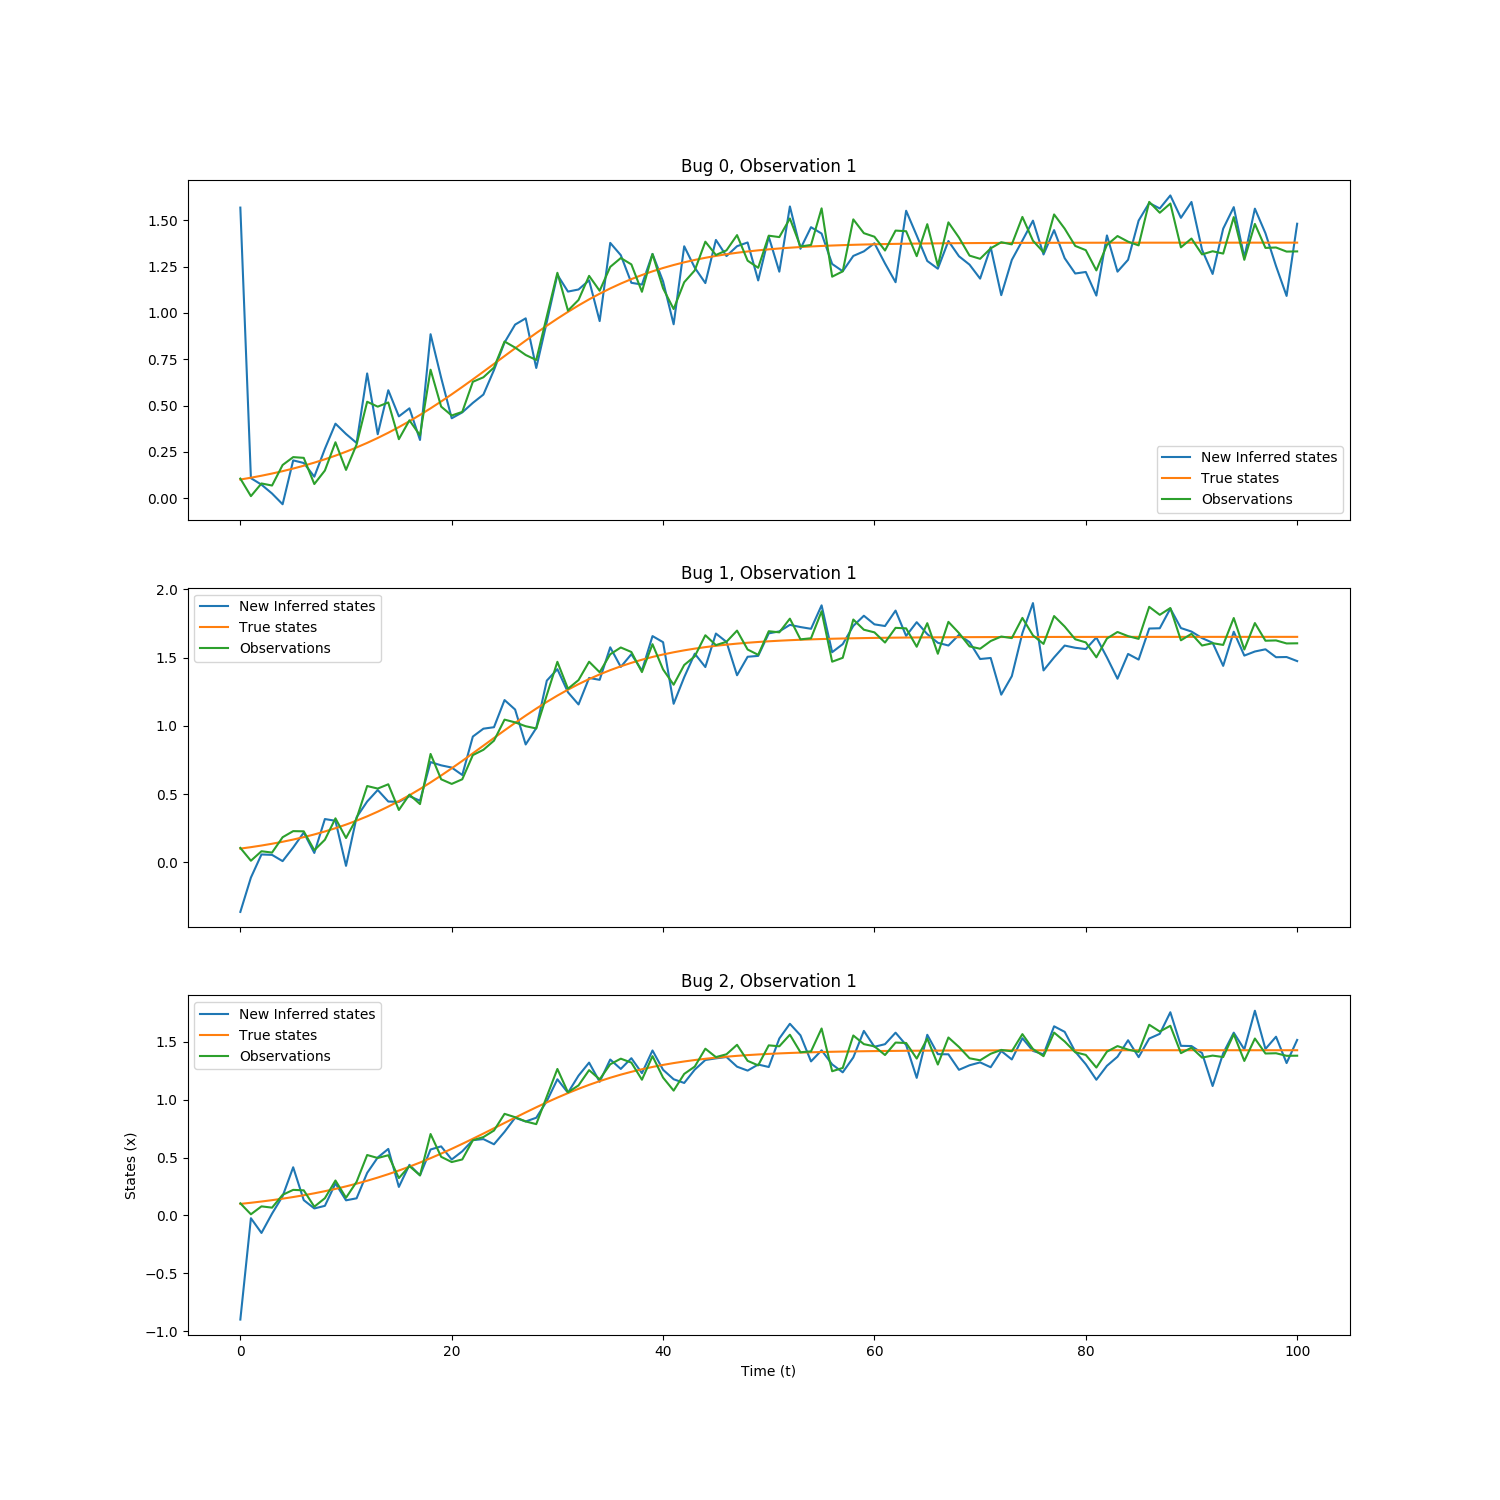 Bug 0, Observation 1
1.50
1.25
1.00
0.75
0.50
0.25
0.00
New Inferred states
True states
Observations
Bug 1, Observation 1
2.0
1.5
1.0
0.5
0.0
New Inferred states
True states
Observations
Bug 2, Observation 1
States (x)
1.5
1.0
0.5
0.0
−0.5
−1.0
New Inferred states
True states
Observations
0 20 40 60 80 100
Time (t)